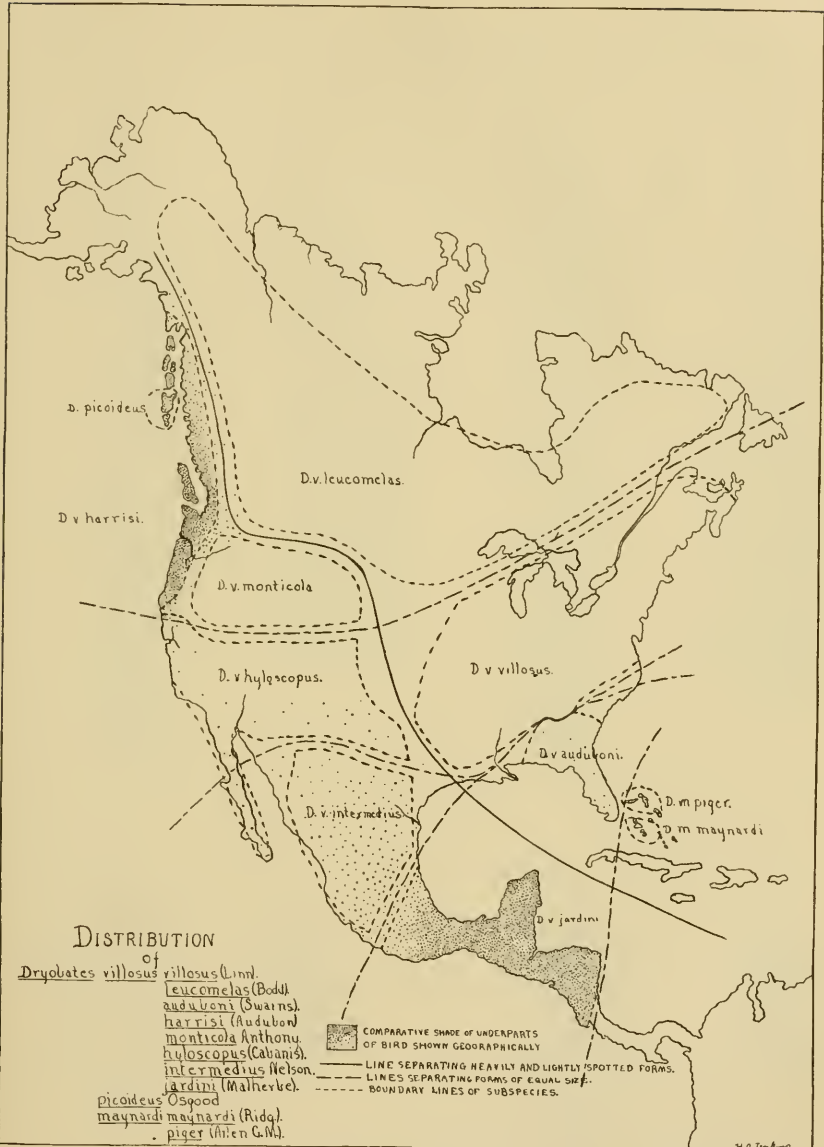 D. picoideus
D.v. leucomelas.
D v harrisi.
D.v. monticola
D. v hyloscopus.
D v villosus.
D v auduboni.
D. v. intermedius
D. m piger.
D. m maynardi
D v jardini
DISTRIBUTION
of
Dryobates villosus villosus (Linn).
leucomelas (Bodd).
auduboni (Swains).
harrisi (Audubon)
monticola Anthony.
hyloscopus (Cabanis).
intermedius Nelson.
jardini (Malherbe).
picoideus Osgood
maynardi maynardi (Ridg).
piger (Allen G.M.).
COMPARATIVE SHADE OF UNDERPARTS
OF BIRD SHOWN GEOGRAPHICALLY
LINE SEPARATING HEAVILY AND LIGHTLY SPOTTED FORMS.
LINES SEPARATING FORMS OF EQUAL SIZE.
BOUNDARY LINES OF SUBSPECIES.